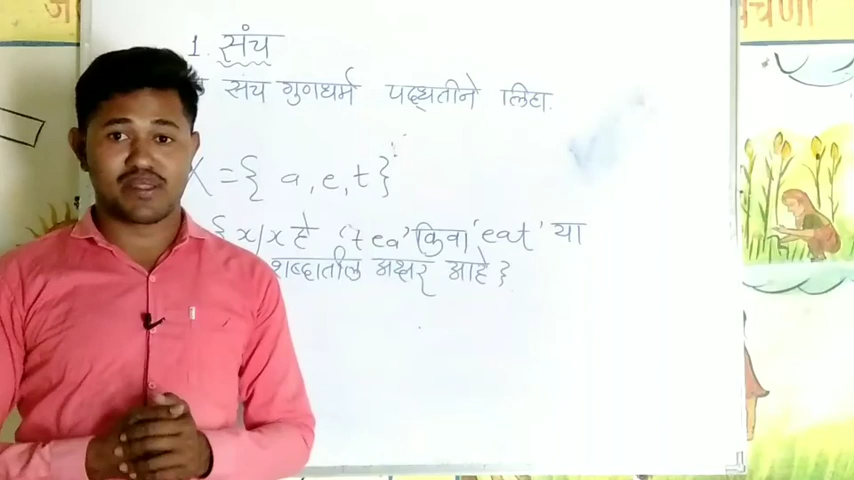 1. संच
संच गुणधर्म पद्धतीने लिहा.
X = { a, e, t }
{ x/x हे 'tea' किंवा 'eat' या
शब्दातील अक्षर आहे }